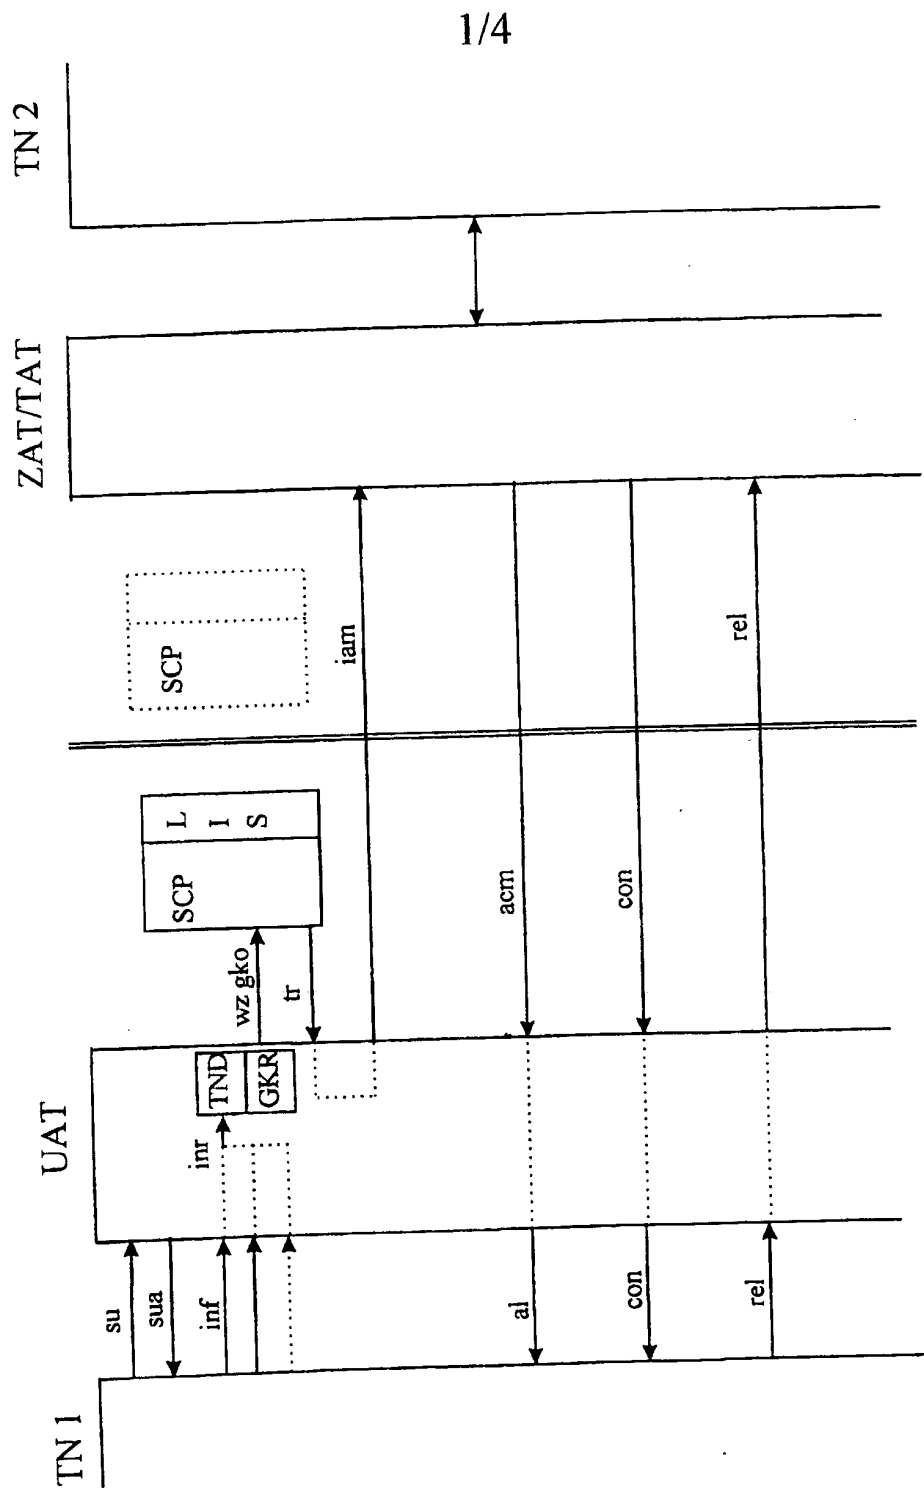 1/4
TN 1
UAT
ZAT/TAT
TN 2
su
sua
inf
inr
TND
GKR
wz gko
tr
SCP
L
I
S
SCP
iam
al
acm
con
con
rel
rel